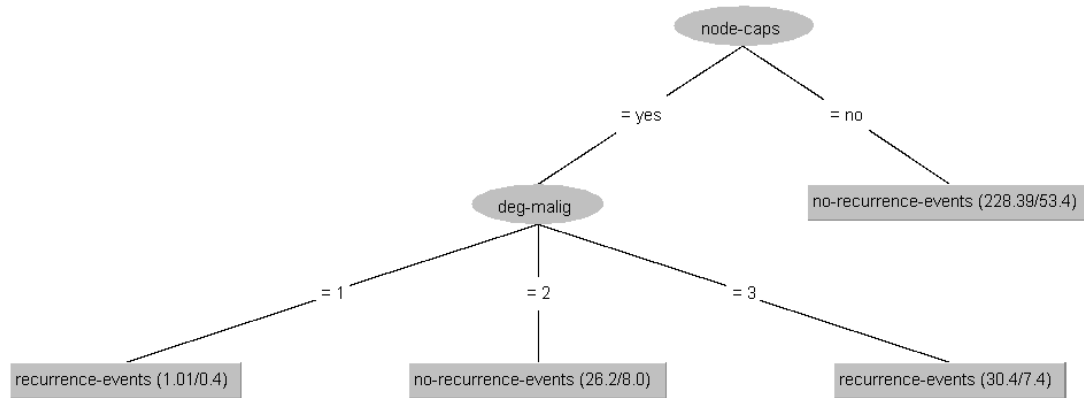 node-caps
= yes
= no
deg-malig
no-recurrence-events (228.39/53.4)
= 1
= 2
= 3
recurrence-events (1.01/0.4)
no-recurrence-events (26.2/8.0)
recurrence-events (30.4/7.4)